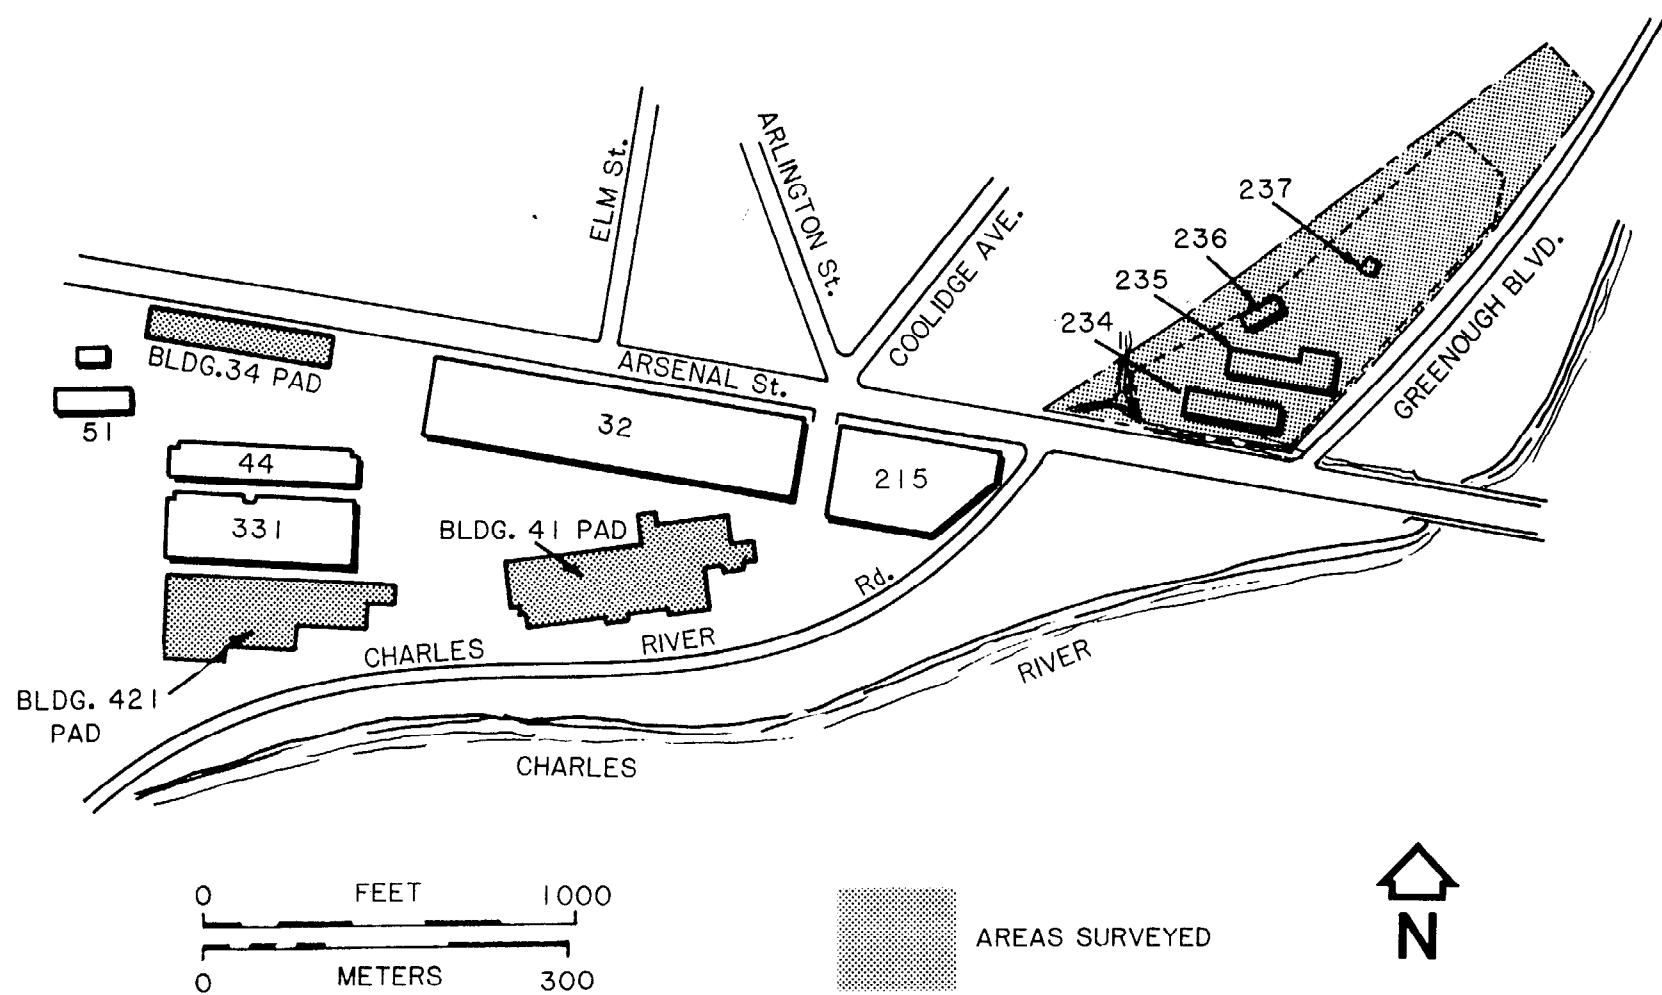 ELM St.
ARLINGTON St.
COOLIDGE AVE.
237
236
235
234
GREENOUGH BLVD.
BLDG.34 PAD
ARSENAL St.
51
32
215
44
331
BLDG. 41 PAD
Rd.
CHARLES
RIVER
RIVER
BLDG. 421
PAD
CHARLES
0 FEET 1000
METERS
0 300
AREAS SURVEYED
N